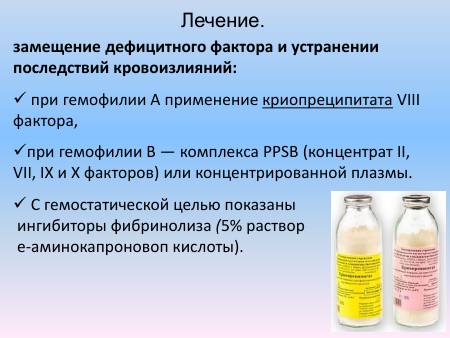 Лечение.
замещение дефицитного фактора и устранении
последствий кровоизлияний:
✓ при гемофилии А применение криопреципитата VIII
фактора,
✓при гемофилии В — комплекса PPSB (концентрат II,
VII, IX и X факторов) или концентрированной плазмы.
✓ С гемостатической целью показаны
ингибиторы фибринолиза (5% раствор
е-аминокапроновоп кислоты).